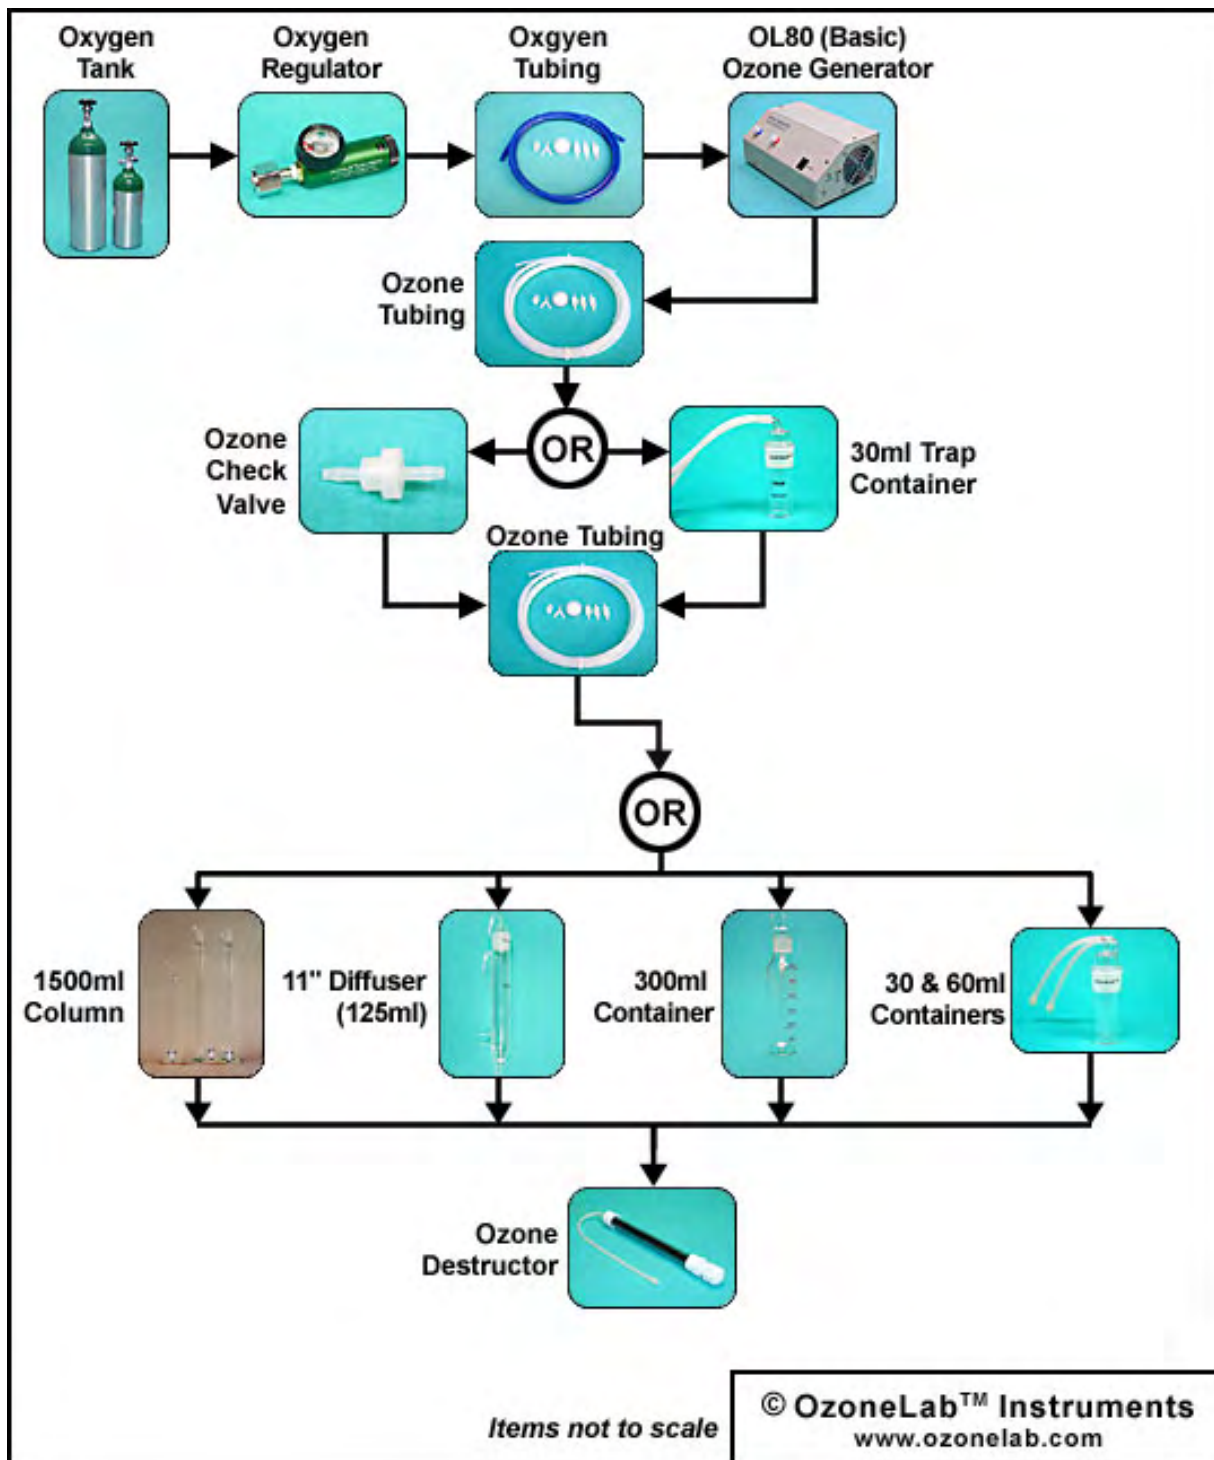 Oxygen
Tank
Oxygen
Regulator
Oxgyen
Tubing
OL80 (Basic)
Ozone Generator
Ozone
Tubing
Ozone
Check
Valve
OR
30ml Trap
Container
Ozone Tubing
OR
1500ml
Column
11" Diffuser
(125ml)
300ml
Container
30 & 60ml
Containers
Ozone
Destructor
Items not to scale
© OzoneLab™ Instruments
www.ozonelab.com